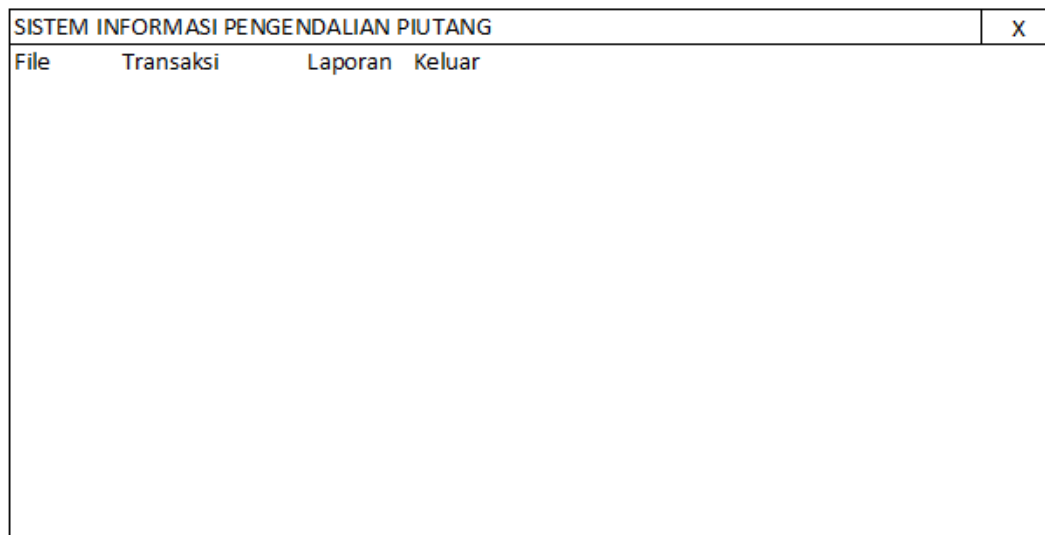 SISTEM INFORMASI PENGENDALIAN PIUTANG X
File Transaksi Laporan Keluar